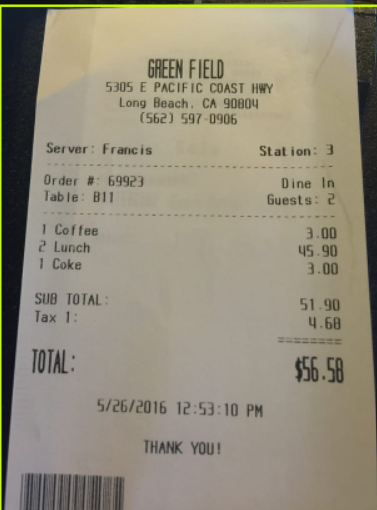 GREEN FIELD
5305 E PACIFIC COAST HWY
Long Beach, CA 90804
(562) 597-0906
Server: Francis Station: 3
Order #: 69923 Dine In
Table: B11 Guests: 2
1 Coffee 3.00
2 Lunch 45.90
1 Coke 3.00
SUB TOTAL: 51.90
Tax 1: 4.68
TOTAL: $56.58
5/26/2016 12:53:10 PM
THANK YOU!